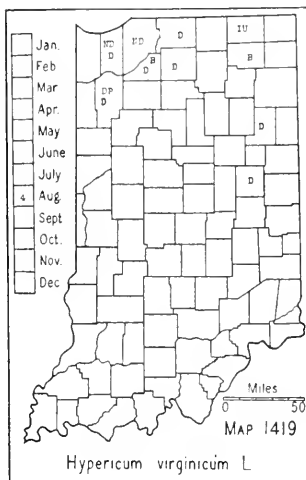 Jan.
Feb
Mar
Apr.
May
June
July
4 Aug.
Sept
Oct.
Nov.
Dec
ND D
ND
D
IU
B
D
D
B
DP
D
D
D
Miles
0 50
MAP 1419
Hypericum virginicum L